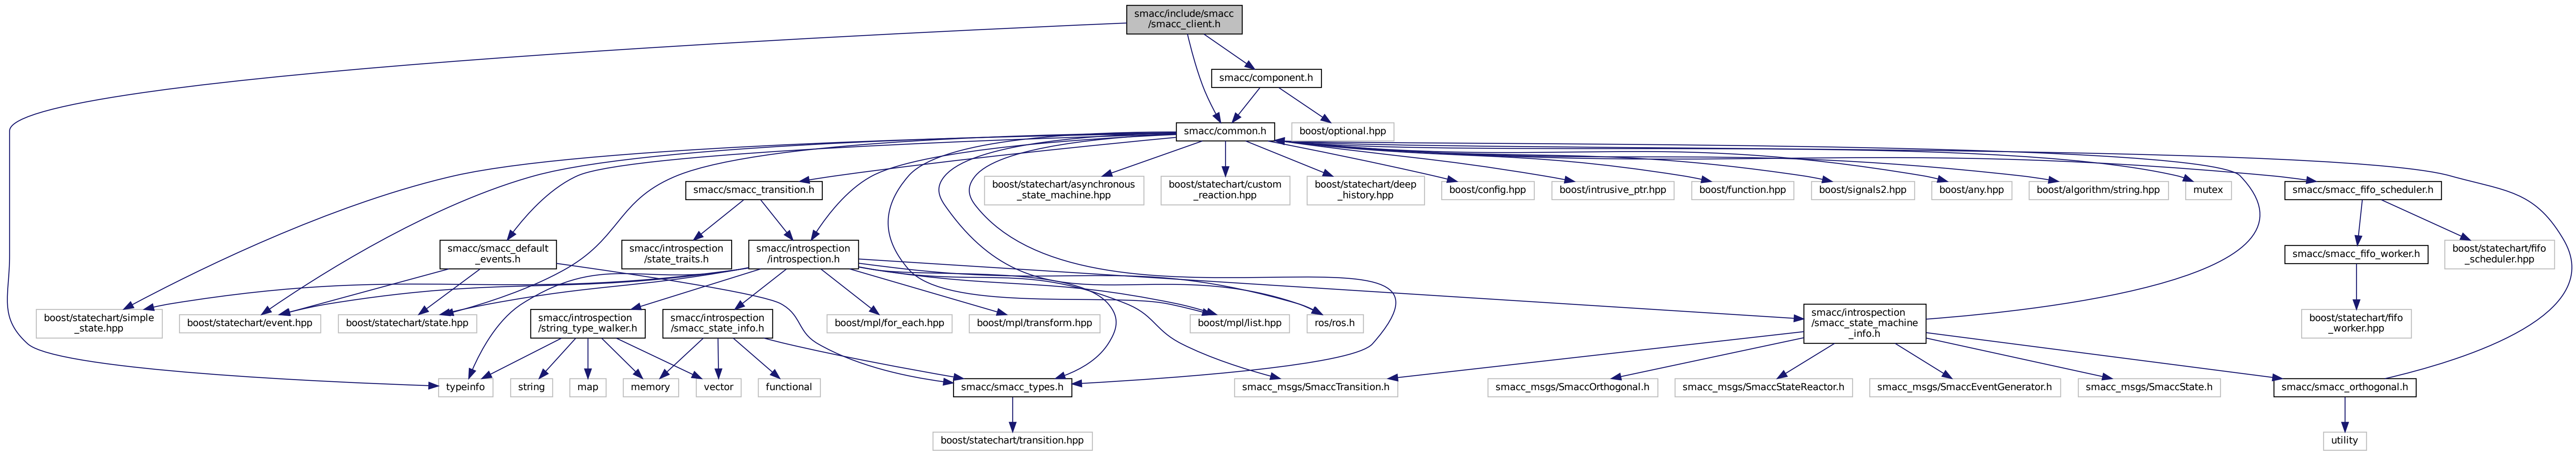 smacc/include/smacc
/smacc_client.h
smacc/component.h
smacc/common.h
boost/optional.hpp
smacc/smacc_transition.h
boost/statechart/asynchronous
_state_machine.hpp
boost/statechart/custom
_reaction.hpp
boost/statechart/deep
_history.hpp
boost/config.hpp
boost/intrusive_ptr.hpp
boost/function.hpp
boost/signals2.hpp
boost/any.hpp
boost/algorithm/string.hpp
mutex
smacc/smacc_fifo_scheduler.h
smacc/smacc_default
_events.h
smacc/introspection
/state_traits.h
smacc/introspection
/introspection.h
smacc/smacc_fifo_worker.h
boost/statechart/fifo
_scheduler.hpp
boost/statechart/simple
_state.hpp
boost/statechart/event.hpp
boost/statechart/state.hpp
smacc/introspection
/string_type_walker.h
smacc/introspection
/smacc_state_info.h
boost/mpl/for_each.hpp
boost/mpl/transform.hpp
boost/mpl/list.hpp
ros/ros.h
smacc/introspection
/smacc_state_machine
_info.h
boost/statechart/fifo
_worker.hpp
typeinfo
string
map
memory
vector
functional
smacc/smacc_types.h
smacc_msgs/SmaccTransition.h
smacc_msgs/SmaccOrthogonal.h
smacc_msgs/SmaccStateReactor.h
smacc_msgs/SmaccEventGenerator.h
smacc_msgs/SmaccState.h
smacc/smacc_orthogonal.h
boost/statechart/transition.hpp
utility